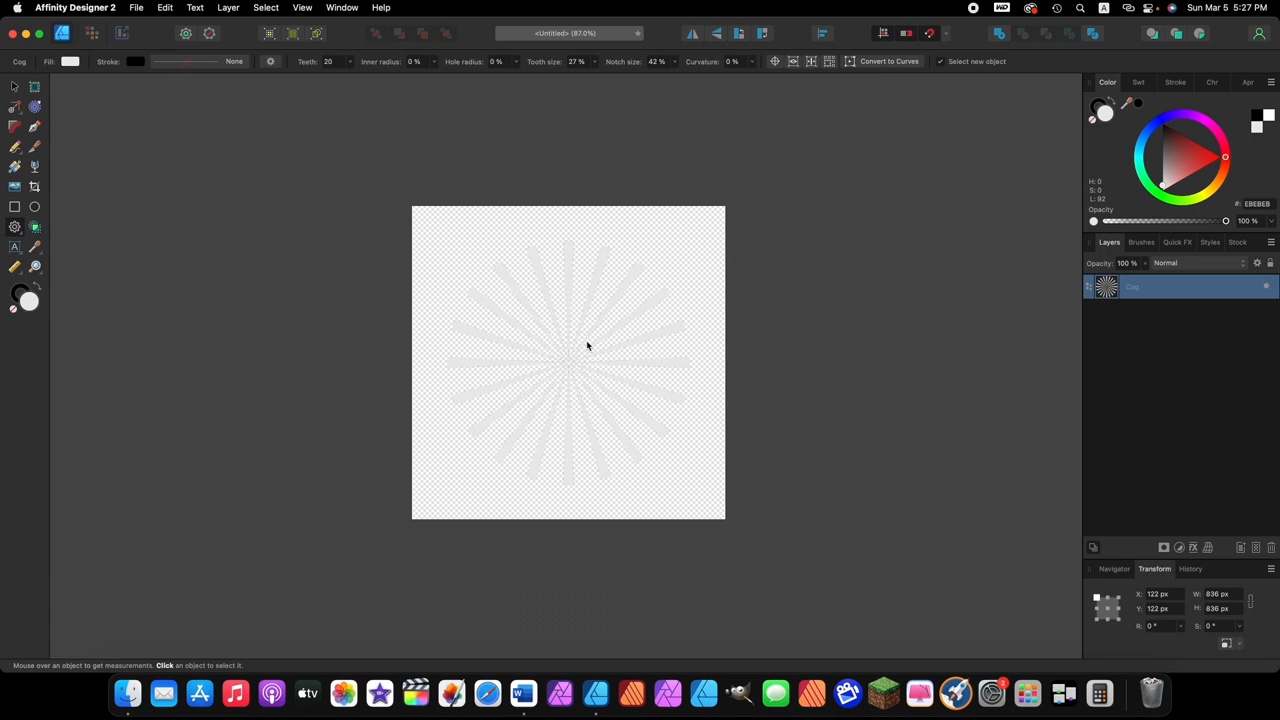 Affinity Designer 2 File Edit Text Layer Select View Window Help WD A Sun Mar 5 5:27 PM
<Untitled> (87.0%)
Cog Fill: Stroke: None Teeth: 20 Inner radius: 0 % Hole radius: 0 % Tooth size: 27 % Notch size: 42 % Curvature: 0 % Convert to Curves Select new object
Color Swt Stroke Chr Apr
H: 0
S: 0
L: 92
#: EBEBEB
Opacity
100 %
Layers Brushes Quick FX Styles Stock
Opacity: 100 % Normal
Cog
Navigator Transform History
X: 122 px W: 836 px
Y: 122 px H: 836 px
R: 0 ° S: 0 °
Mouse over an object to get measurements. Click an object to select it.
tv W 2